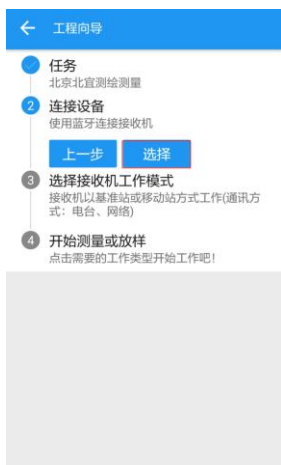 工程向导
任务
北京北宜测绘测量
2 连接设备
使用蓝牙连接接收机
上一步 选择
3 选择接收机工作模式
接收机以基准站或移动站方式工作(通讯方
式：电台、网络)
4 开始测量或放样
点击需要的工作类型开始工作吧!